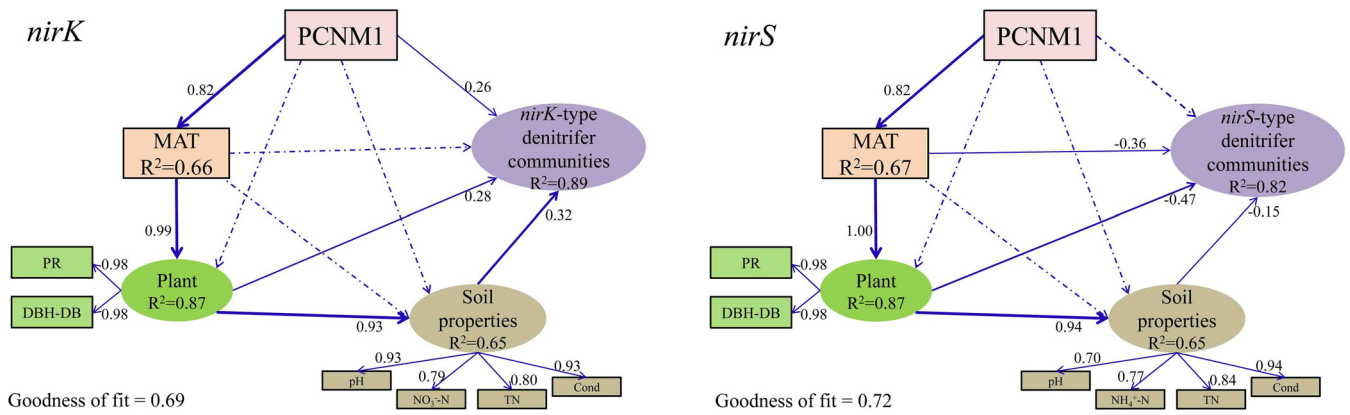 nirK
PCNM1
0.82
0.26
MAT
R²=0.66
nirK-type
denitrifer
communities
R²=0.89
0.28
0.32
0.99
PR
0.98
Plant
R²=0.87
DBH-DB
0.98
0.93
Soil
properties
R²=0.65
0.93
0.79
0.80
0.93
pH
NO₃⁻-N
TN
Cond
Goodness of fit = 0.69
nirS
PCNM1
0.82
MAT
R²=0.67
-0.36
nirS-type
denitrifer
communities
R²=0.82
-0.47
-0.15
1.00
PR
0.98
Plant
R²=0.87
DBH-DB
0.98
0.94
Soil
properties
R²=0.65
0.70
0.77
0.84
0.94
pH
NH₄⁺-N
TN
Cond
Goodness of fit = 0.72